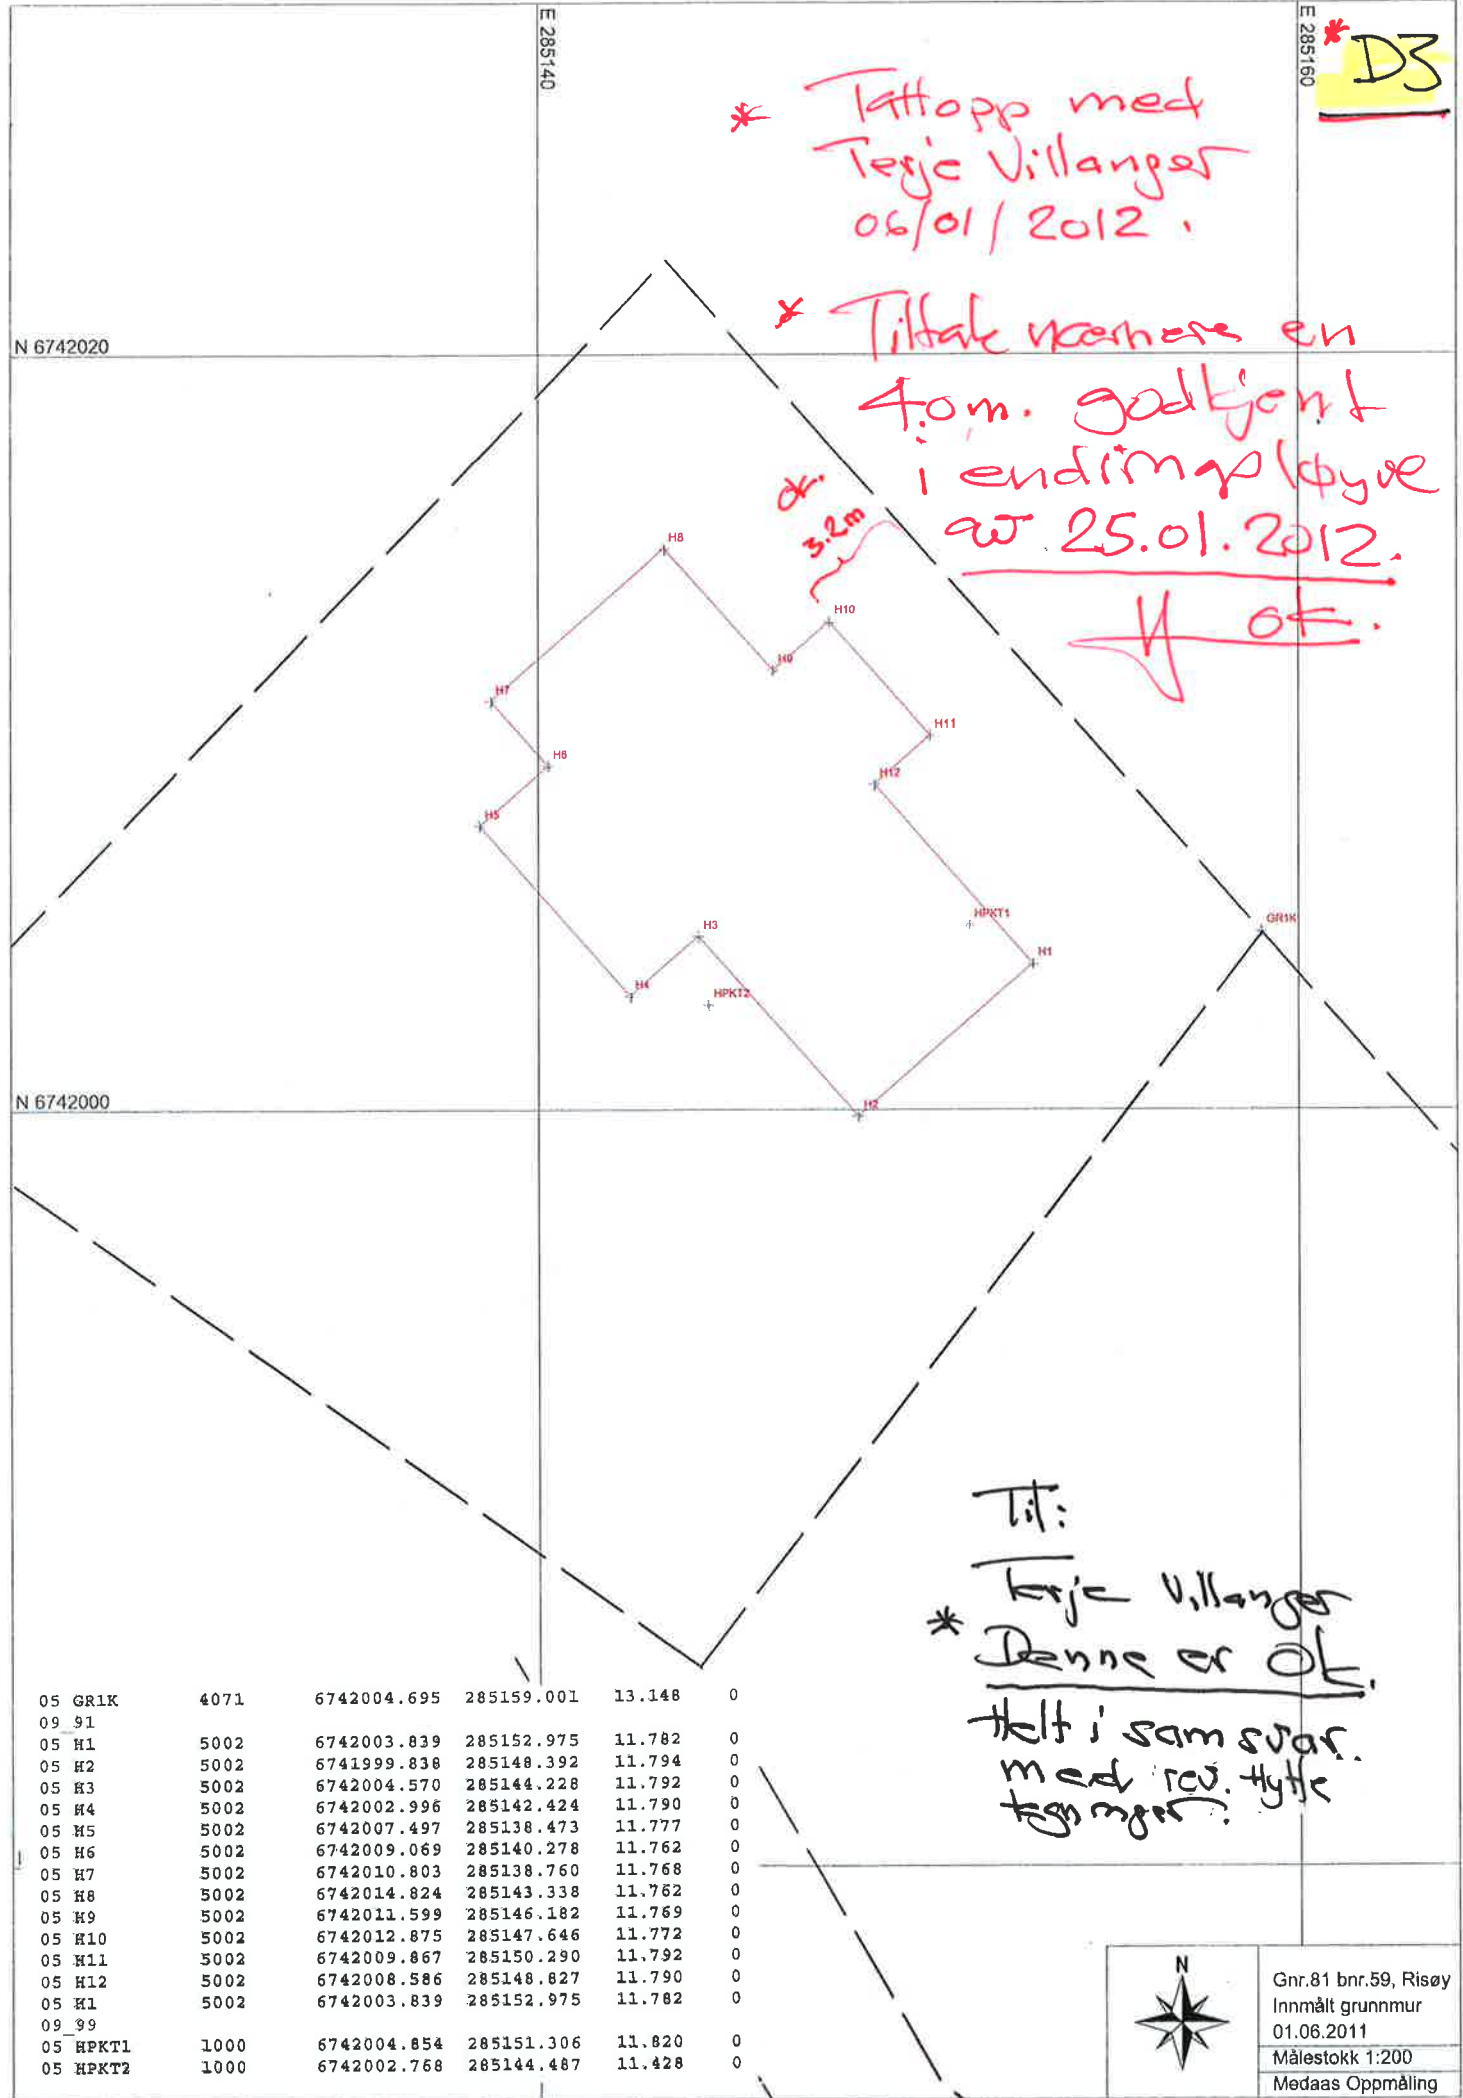 E 285140
E 285160
* D3
* Tattopp med
Terje Villanger
06/01/2012.
N 6742020
* Tiltak nærmere en
4.0m. godkjent
i endringsløyve
av 25.01.2012.
ok.
ok.
3.2m
H8
H10
H9
H7
H11
H6
H12
H5
HPKT1
GR1K
H3
H1
H4
HPKT2
N 6742000
H2
Til:
Terje Villanger
* Denne er Ok.
Helt i samsvar.
med rev. Hytte
tegninger.
05 GR1K 4071 6742004.695 285159.001 13.148 0
09_91
05 H1 5002 6742003.839 285152.975 11.782 0
05 H2 5002 6741999.838 285148.392 11.794 0
05 H3 5002 6742004.570 285144.228 11.792 0
05 H4 5002 6742002.996 285142.424 11.790 0
05 H5 5002 6742007.497 285138.473 11.777 0
05 H6 5002 6742009.069 285140.278 11.762 0
05 H7 5002 6742010.803 285138.760 11.768 0
05 H8 5002 6742014.824 285143.338 11.762 0
05 H9 5002 6742011.599 285146.182 11.769 0
05 H10 5002 6742012.875 285147.646 11.772 0
05 H11 5002 6742009.867 285150.290 11.792 0
05 H12 5002 6742008.586 285148.827 11.790 0
05 H1 5002 6742003.839 285152.975 11.782 0
09_99
05 HPKT1 1000 6742004.854 285151.306 11.820 0
05 HPKT2 1000 6742002.768 285144.487 11.428 0
N
Gnr.81 bnr.59, Risøy
Innmålt grunnmur
01.06.2011
Målestokk 1:200
Medaas Oppmåling